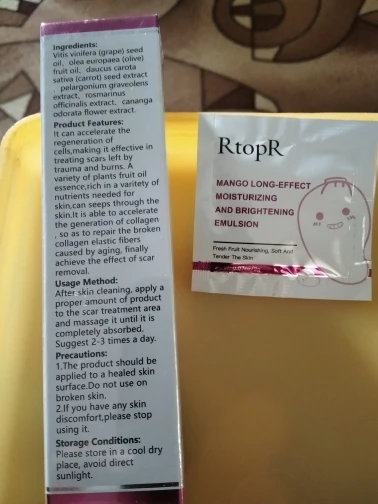 Ingredients:
Vitis vinifera (grape) seed
oil, olea europaea (olive)
fruit oil, daucus carota
sativa (carrot) seed extract
, pelargonium graveolens
extract, rosmarinus
officinalis extract, cananga
odorata flower extract.
Product Features:
It can accelerate the
regeneration of
cells,making it effective in
treating scars left by
trauma and burns. A
variety of plants fruit oil
essence,rich in a varitety of
nutrients needed for
skin,can seeps through the
skin.It is able to accelerate
the generation of collagen
, so as to repair the broken
collagen elastic fibers
caused by aging, finally
achieve the effect of scar
removal.
Usage Method:
After skin cleaning, apply a
proper amount of product
to the scar treatment area
and massage it until it is
completely absorbed.
Suggest 2-3 times a day.
Precautions:
1.The product should be
applied to a healed skin
surface.Do not use on
broken skin.
2.If you have any skin
discomfort,please stop
using it.
Storage Conditions:
Please store in a cool dry
place, avoid direct
sunlight.
RtopR
MANGO LONG-EFFECT
MOISTURIZING
AND BRIGHTENING
EMULSION
Fresh Fruit Nourishing, Soft And
Tender The Skin